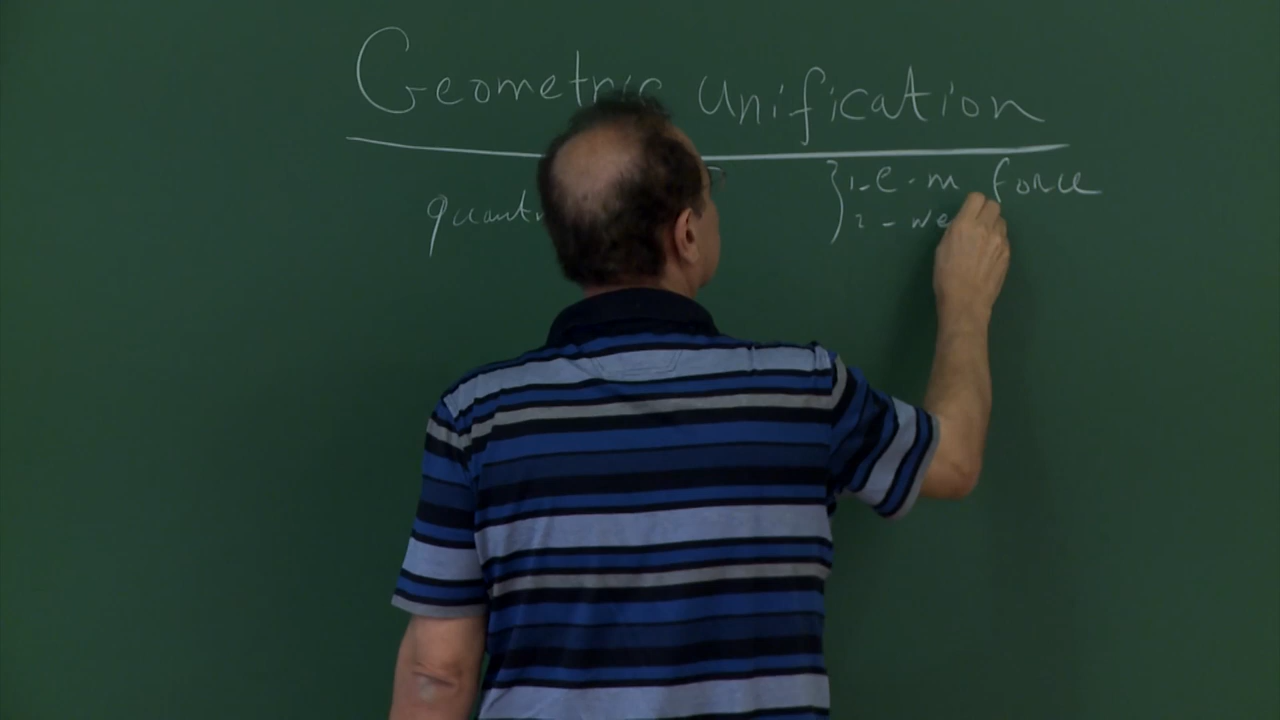 Geometric Unification
quant } 1-e.m force
2-we